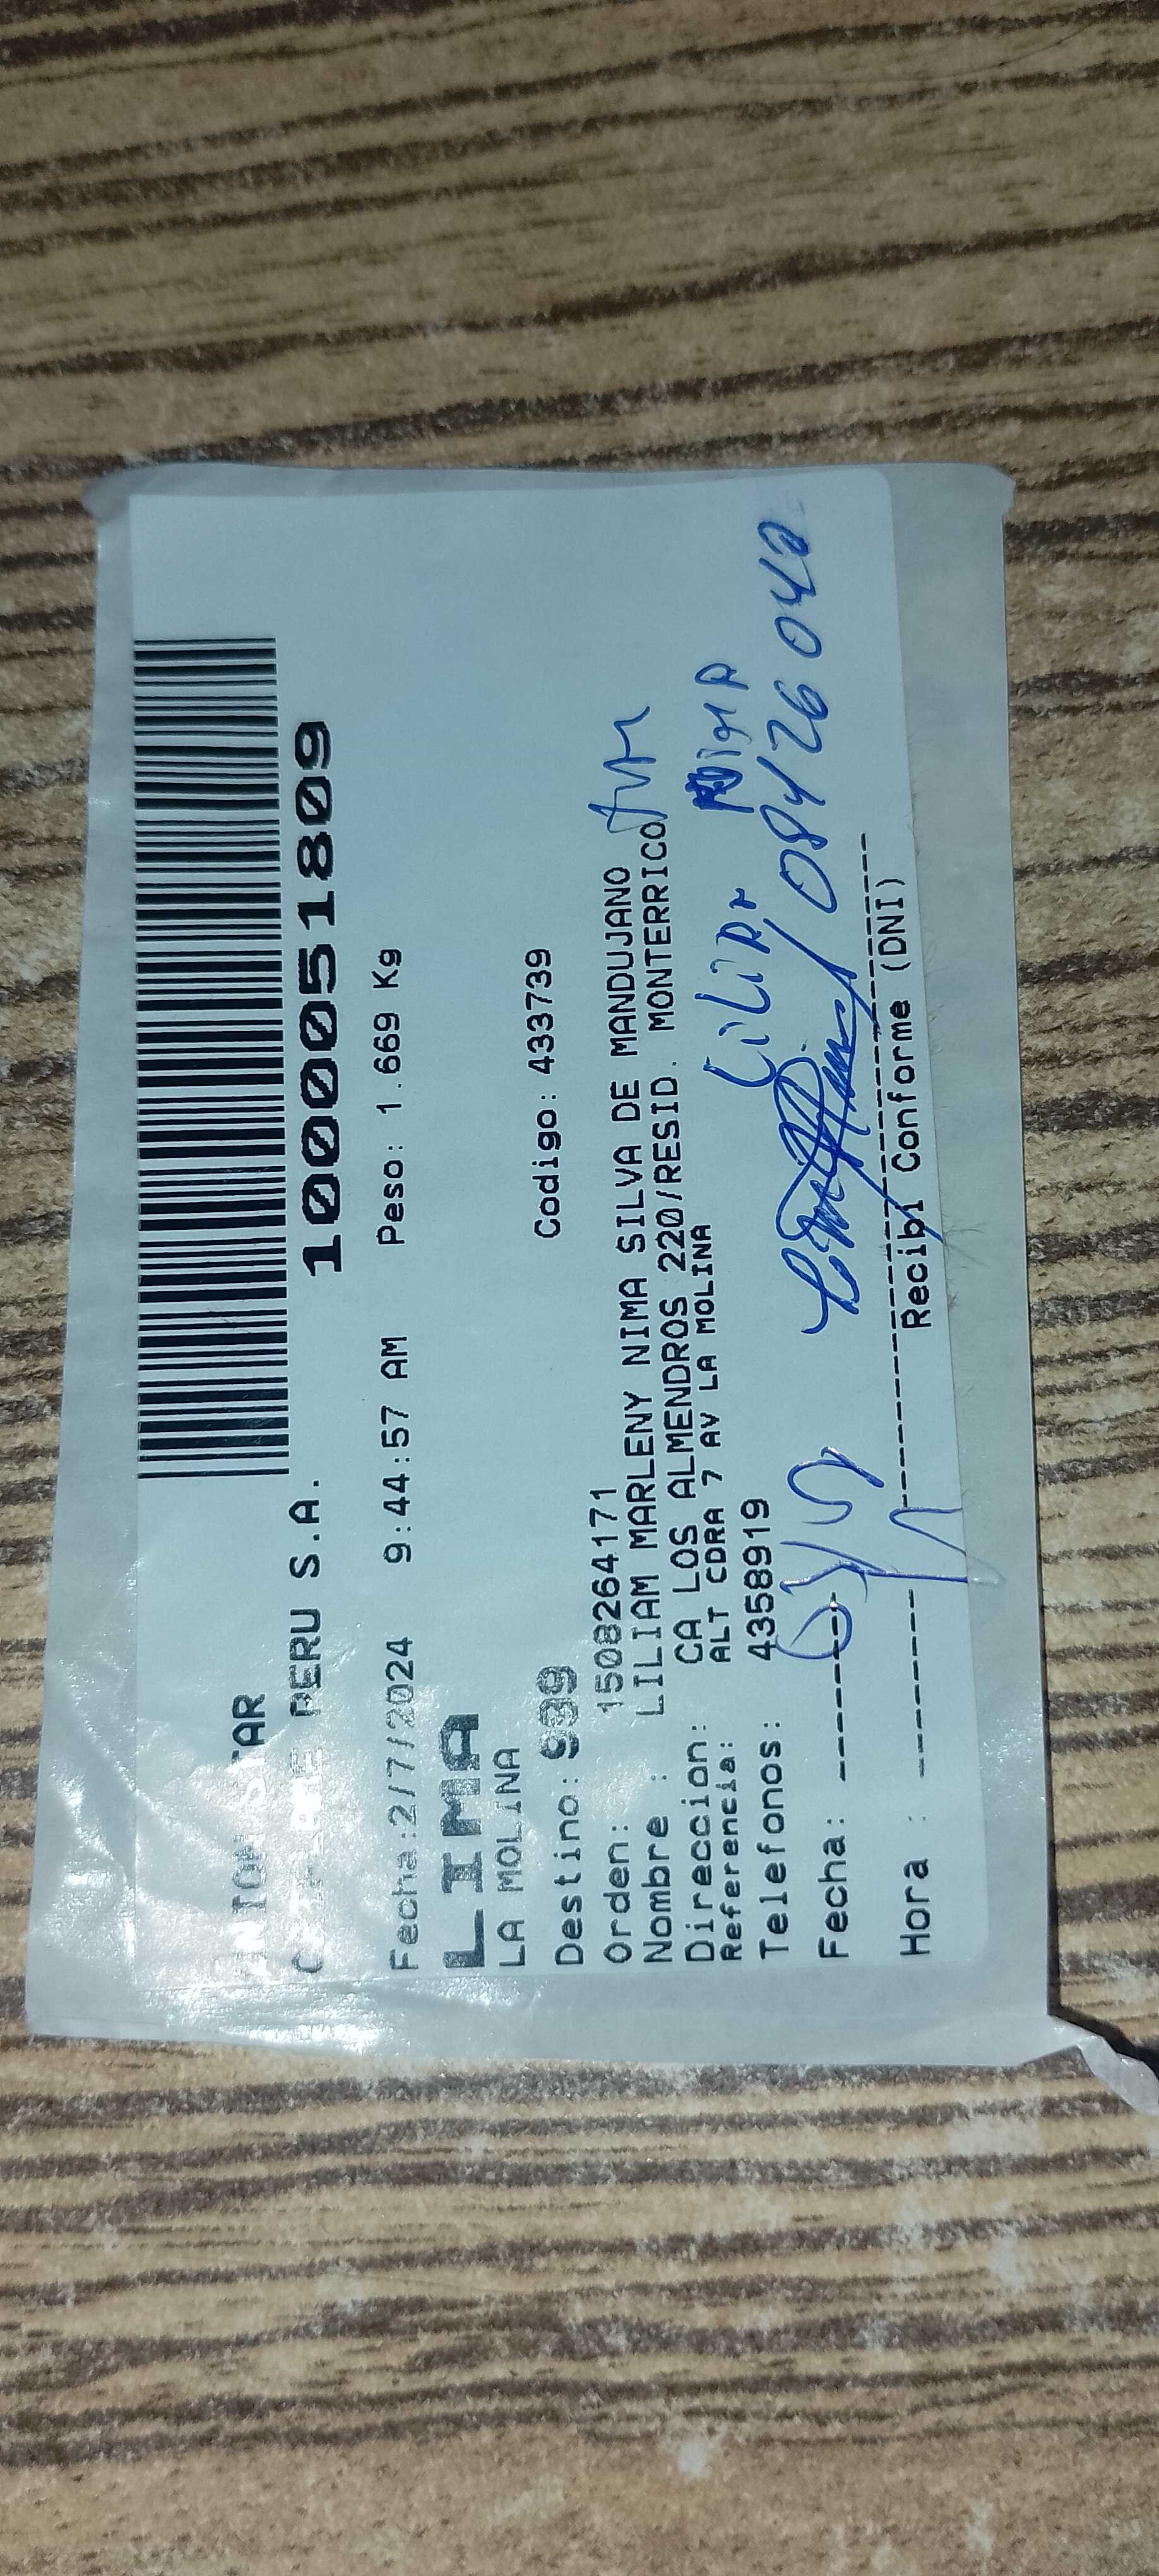 1000051809
PERU S.A.
Fecha:2/7/2024 9:44:57 AM Peso: 1.669 Kg
LIMA
LA MOLINA
Destino: 999 Codigo: 433739
Orden: 1508264171
Nombre : LILIAM MARLENY NIMA SILVA DE MANDUJANO
Direccion: CA LOS ALMENDROS 220/RESID. MONTERRICO
Referencia: ALT CDRA 7 AV LA MOLINA
Telefonos: 4358919
Fecha:
Hora :
Recibi Conforme (DNI)